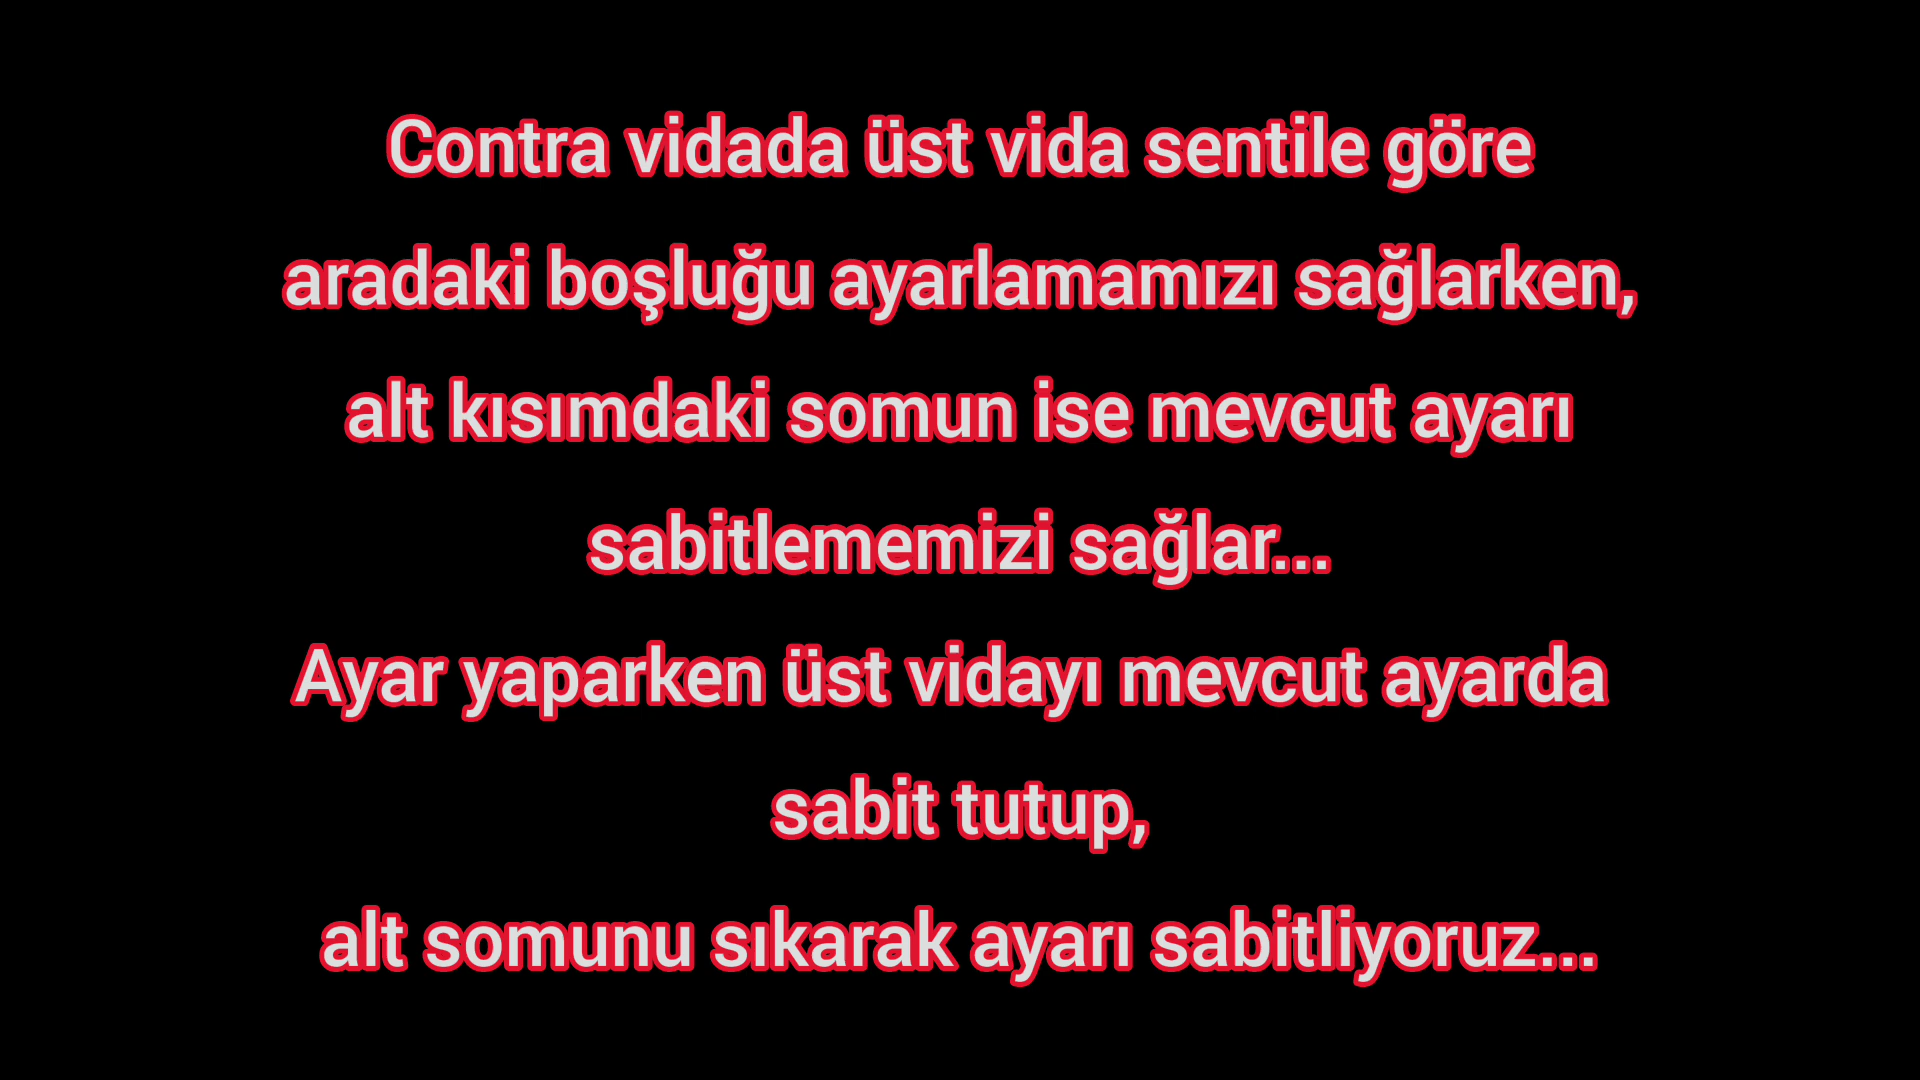 Contra vidada üst vida sentile göre
aradaki boşluğu ayarlamamızı sağlarken,
alt kısımdaki somun ise mevcut ayarı
sabitlememizi sağlar...
Ayar yaparken üst vidayı mevcut ayarda
sabit tutup,
alt somunu sıkarak ayarı sabitliyoruz...